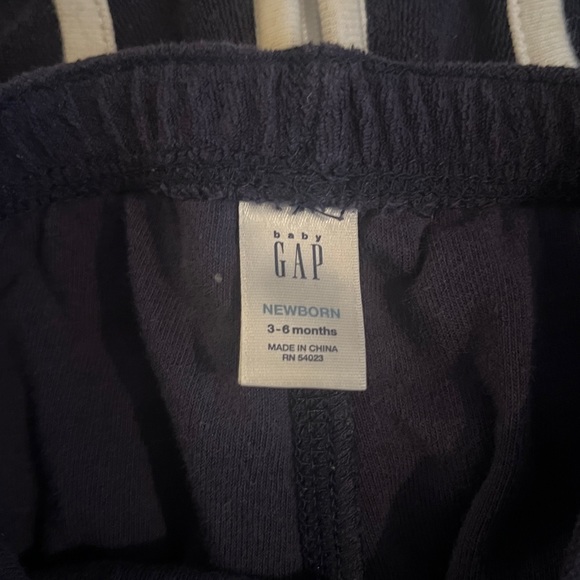 baby
GAP
NEWBORN
3-6 months
MADE IN CHINA
RN 54023